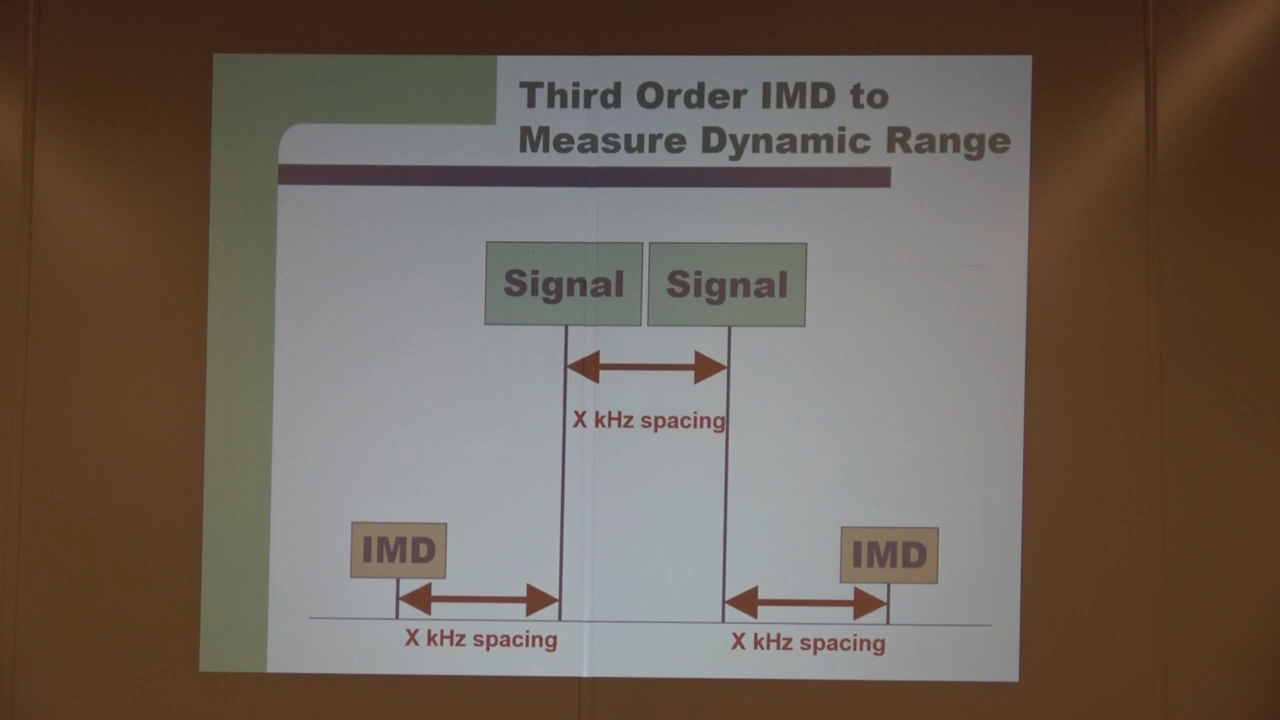 Third Order IMD to
Measure Dynamic Range
Signal
Signal
X kHz spacing
IMD
IMD
X kHz spacing
X kHz spacing